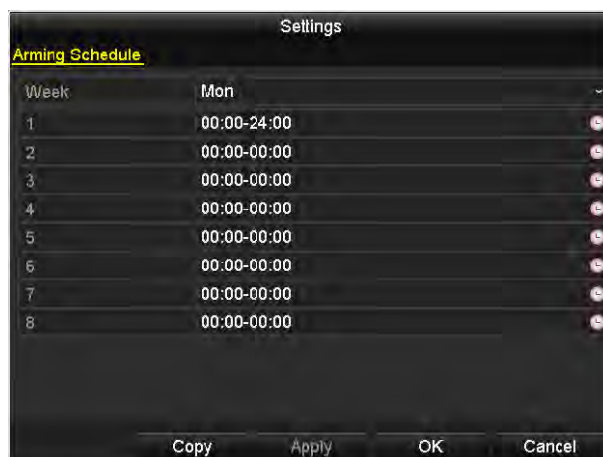 Settings
Arming Schedule
Week Mon
1 00:00-24:00
2 00:00-00:00
3 00:00-00:00
4 00:00-00:00
5 00:00-00:00
6 00:00-00:00
7 00:00-00:00
8 00:00-00:00
Copy Apply OK Cancel